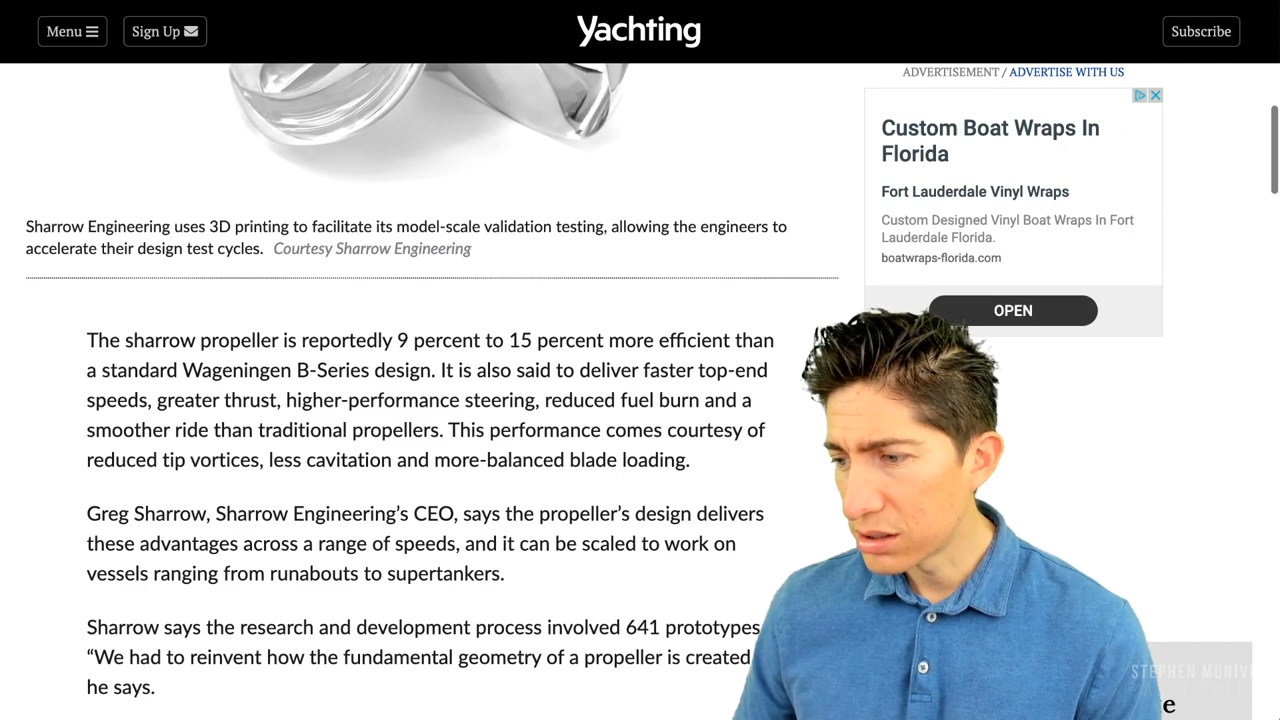 Menu
Sign Up
Yachting
Subscribe
ADVERTISEMENT / ADVERTISE WITH US
Custom Boat Wraps In
Florida
Fort Lauderdale Vinyl Wraps
Custom Designed Vinyl Boat Wraps In Fort
Lauderdale Florida.
boatwraps-florida.com
OPEN
Sharrow Engineering uses 3D printing to facilitate its model-scale validation testing, allowing the engineers to
accelerate their design test cycles. Courtesy Sharrow Engineering
The sharrow propeller is reportedly 9 percent to 15 percent more efficient than
a standard Wageningen B-Series design. It is also said to deliver faster top-end
speeds, greater thrust, higher-performance steering, reduced fuel burn and a
smoother ride than traditional propellers. This performance comes courtesy of
reduced tip vortices, less cavitation and more-balanced blade loading.
Greg Sharrow, Sharrow Engineering’s CEO, says the propeller’s design delivers
these advantages across a range of speeds, and it can be scaled to work on
vessels ranging from runabouts to supertankers.
Sharrow says the research and development process involved 641 prototypes
“We had to reinvent how the fundamental geometry of a propeller is created
he says.
STEPHEN